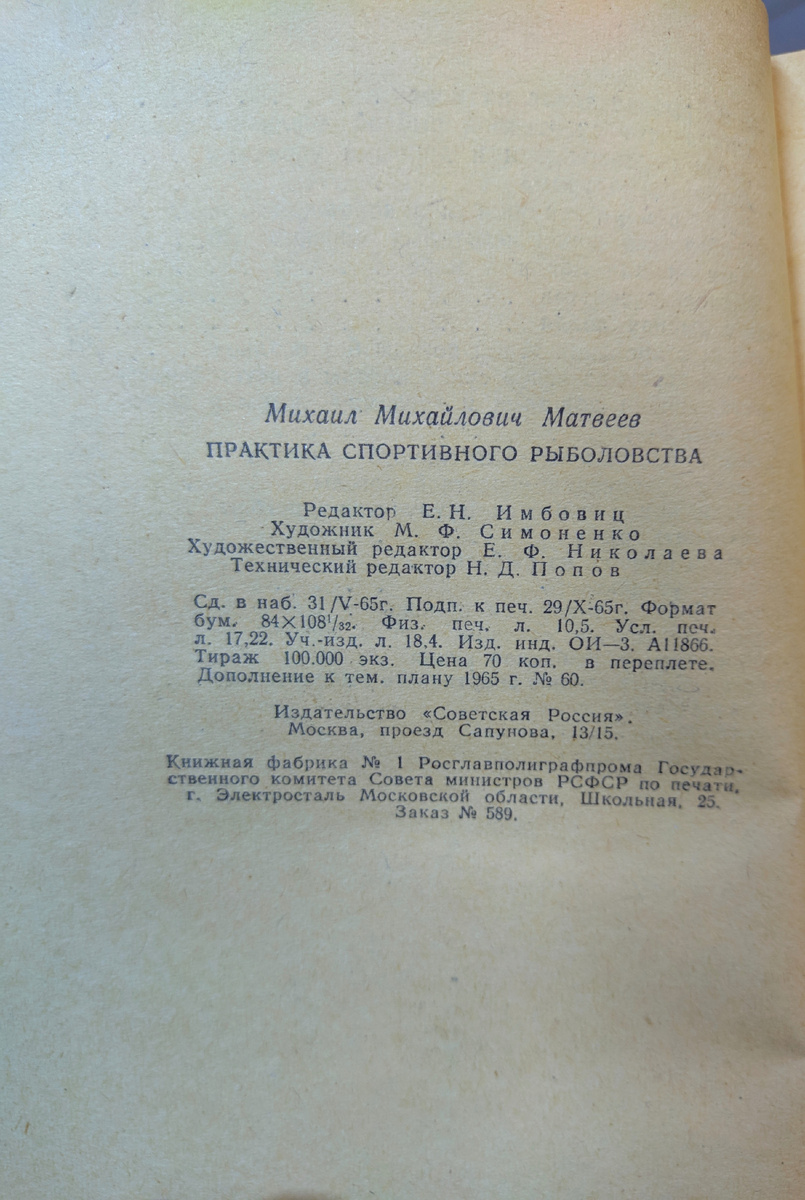 Михаил Михайлович Матвеев
ПРАКТИКА СПОРТИВНОГО РЫБОЛОВСТВА
Редактор Е. Н. Имбовиц
Художник М. Ф. Симоненко
Художественный редактор Е. Ф. Николаева
Технический редактор Н. Д. Попов
Сд. в наб. 31/V-65г. Подп. к печ. 29/X-65г. Формат
бум. 84×108¹/₃₂. Физ. печ. л. 10,5. Усл. печ.
л. 17,22. Уч.-изд. л. 18,4. Изд. инд. ОИ—3. А11866.
Тираж 100.000 экз. Цена 70 коп. в переплете.
Дополнение к тем. плану 1965 г. № 60.
Издательство «Советская Россия».
Москва, проезд Сапунова, 13/15.
Книжная фабрика № 1 Росглавполиграфпрома Государ-
ственного комитета Совета министров РСФСР по печати,
г. Электросталь Московской области, Школьная, 25.
Заказ № 589.